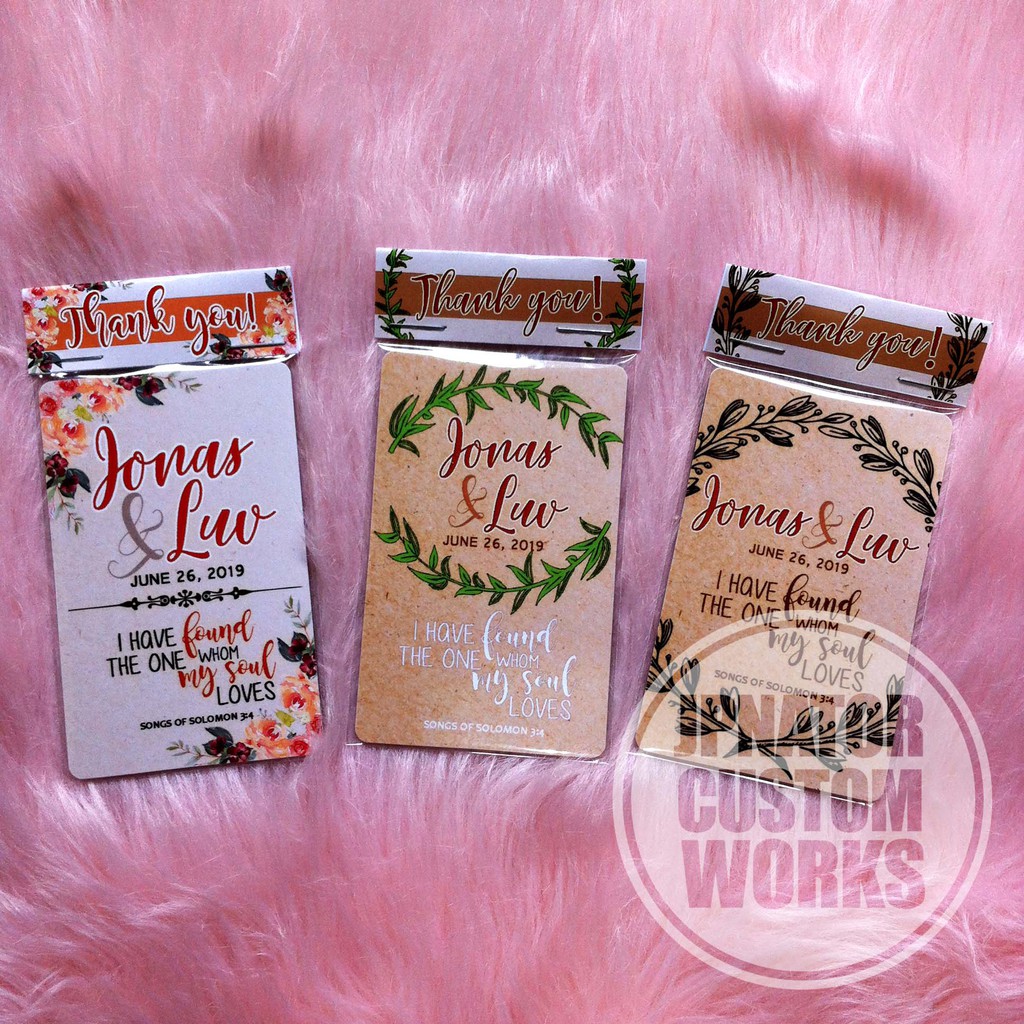 Thank you!
Jonas
& Luv
JUNE 26, 2019
I HAVE found
THE ONE WHOM
my soul
LOVES
SONGS OF SOLOMON 3:4
Thank you!
Jonas
& Luv
JUNE 26, 2019
I HAVE found
THE ONE WHOM
my soul
LOVES
SONGS OF SOLOMON 3:4
Thank you!
Jonas & Luv
JUNE 26, 2019
I HAVE found
THE ONE WHOM
my soul
LOVES
SONGS OF SOLOMON 3:4
CUSTOM
WORKS